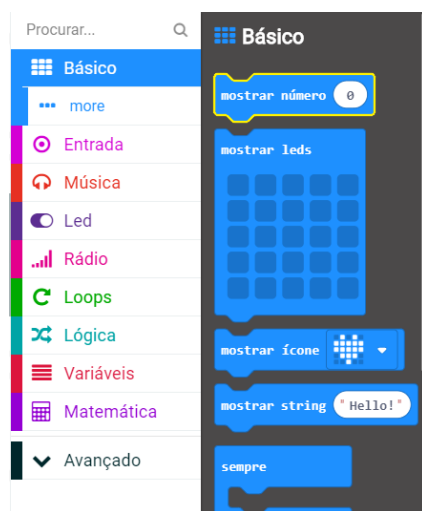 Procurar...
Básico
more
Entrada
Música
Led
Rádio
Loops
Lógica
Variáveis
Matemática
Avançado
Básico
mostrar número 0
mostrar leds
mostrar ícone
mostrar string "Hello!"
sempre